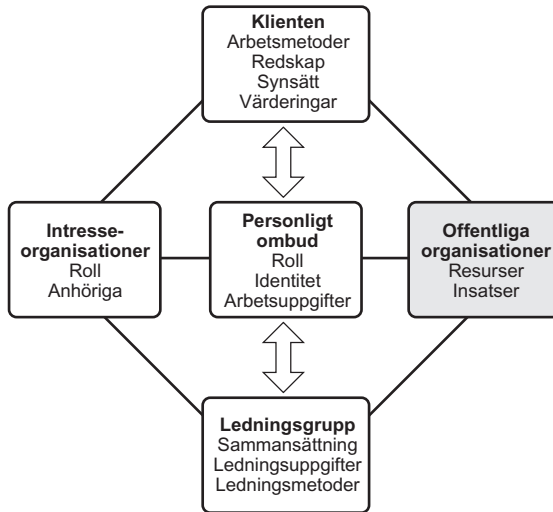 Klienten
Arbetsmetoder
Redskap
Synsätt
Värderingar
Intresse-
organisationer
Roll
Anhöriga
Personligt
ombud
Roll
Identitet
Arbetsuppgifter
Offentliga
organisationer
Resurser
Insatser
Ledningsgrupp
Sammansättning
Ledningsuppgifter
Ledningsmetoder